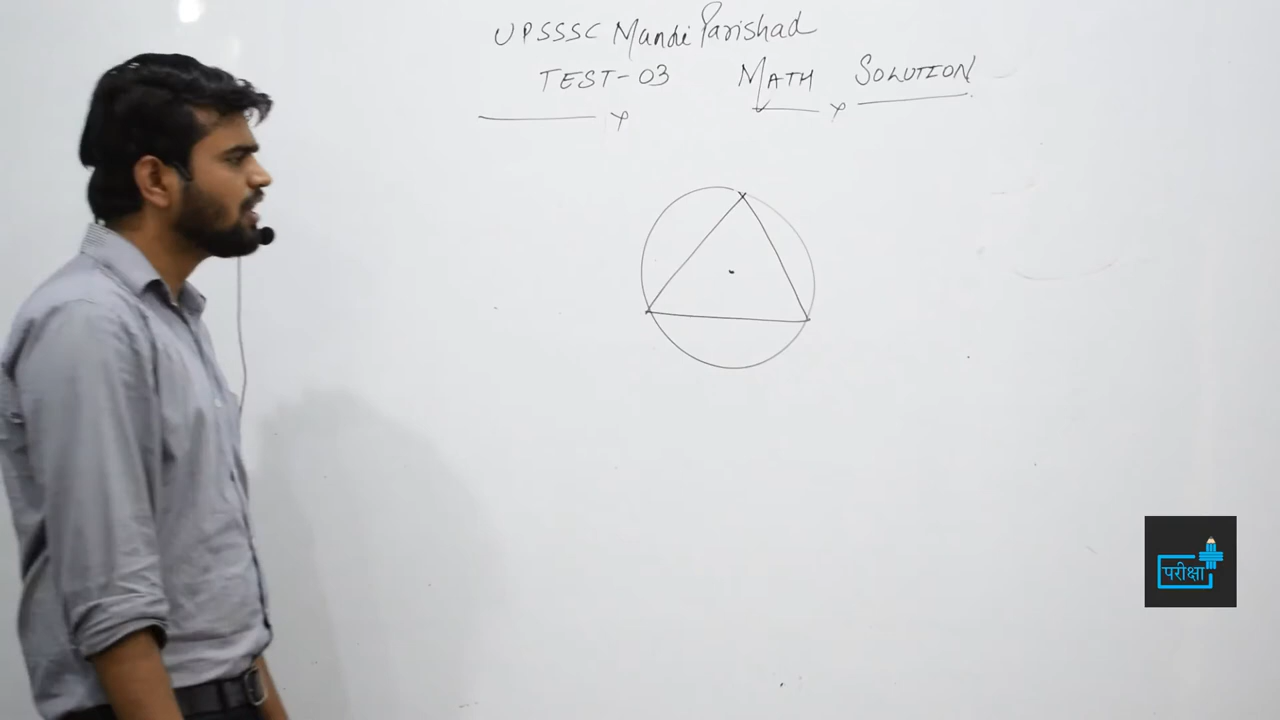 UPSSSC Mandi Parishad
TEST-03 MATH SOLUTION
परीक्षा